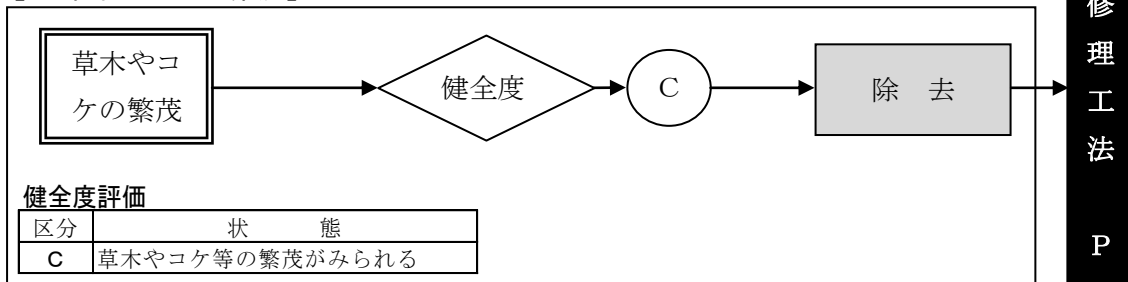 草木やコ
ケの繁茂
健全度
C
除 去
健全度評価
区分 状 態
C 草木やコケ等の繁茂がみられる
修理工法 P